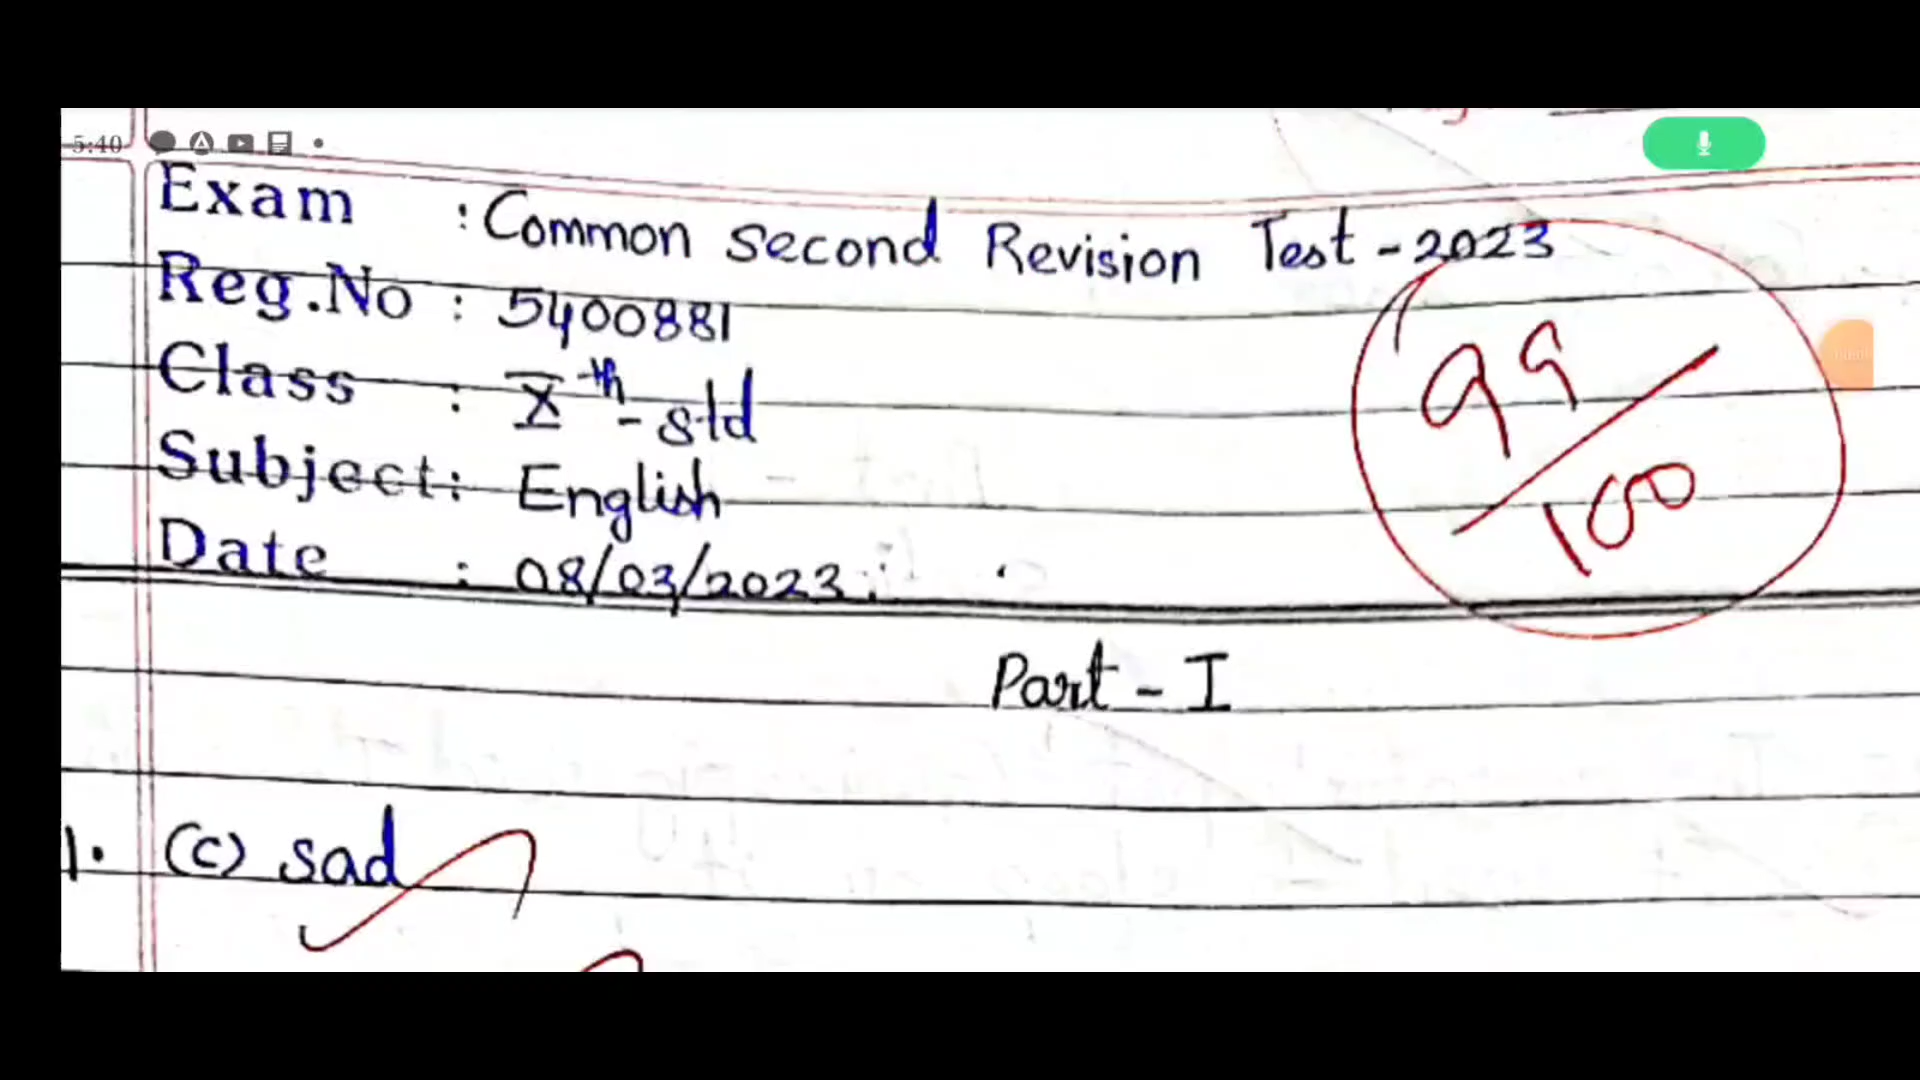 5:40
Exam : Common second Revision Test - 2023
Reg.No : 5400881
Class : Xth - std
Subject: English
Date : 08/03/2023
99/100
Part - I
1. (c) sad